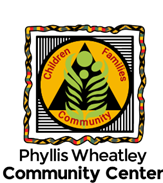 Children
Families
Community
Phyllis Wheatley
Community Center